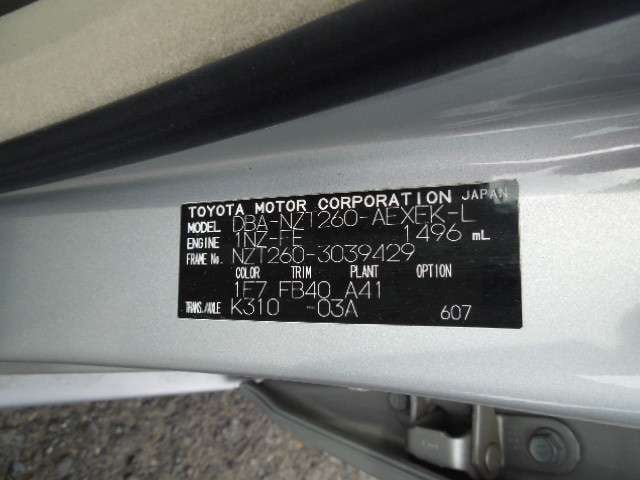 TOYOTA MOTOR CORPORATION JAPAN
MODEL DBA-NZT260-AEXEK-L
ENGINE 1NZ-FE 1496 mL
FRAME No. NZT260-3039429
COLOR TRIM PLANT OPTION
1F7 FB40 A41
TRANS./AXLE K310 -03A 607